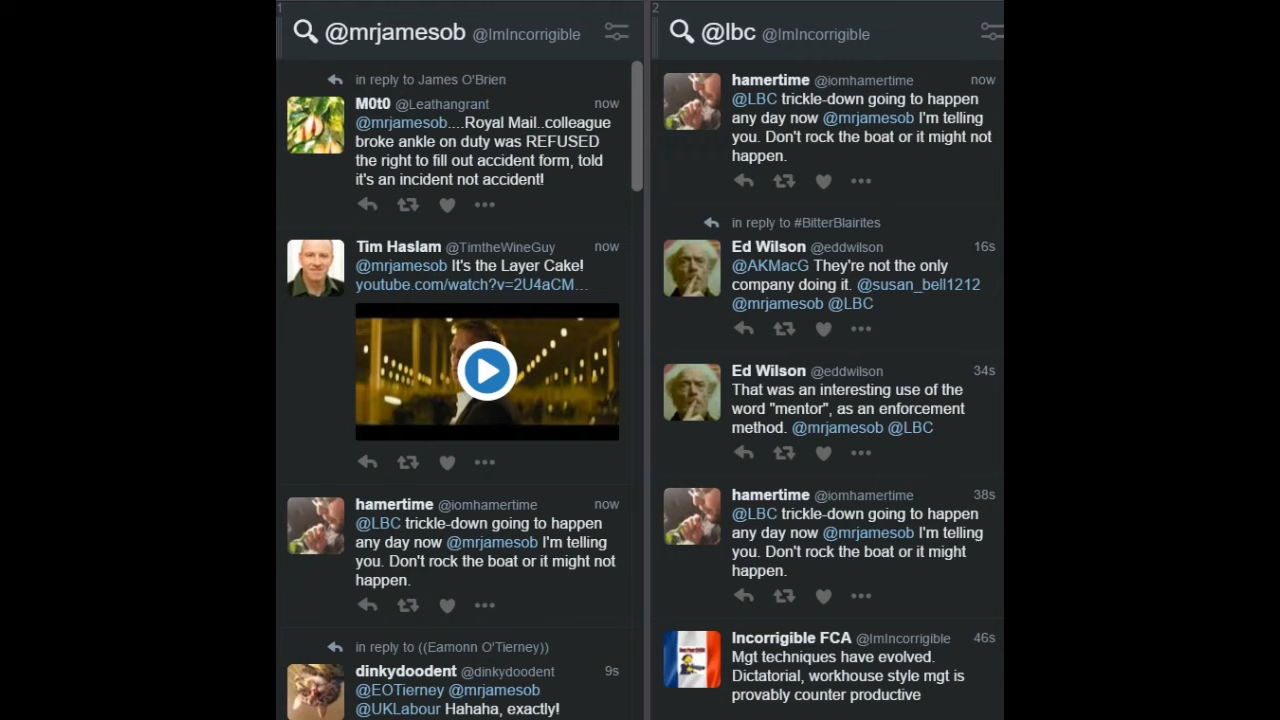 1
@mrjamesob @ImIncorrigible
in reply to James O'Brien
M0t0 @Leathangrant now
@mrjamesob....Royal Mail..colleague
broke ankle on duty was REFUSED
the right to fill out accident form, told
it's an incident not accident!
Tim Haslam @TimtheWineGuy now
@mrjamesob It's the Layer Cake!
youtube.com/watch?v=2U4aCM...
hamertime @iomhamertime now
@LBC trickle-down going to happen
any day now @mrjamesob I'm telling
you. Don't rock the boat or it might not
happen.
in reply to ((Eamonn O'Tierney))
dinkydoodent @dinkydoodent 9s
@EOTierney @mrjamesob
@UKLabour Hahaha, exactly!
2
@lbc @ImIncorrigible
hamertime @iomhamertime now
@LBC trickle-down going to happen
any day now @mrjamesob I'm telling
you. Don't rock the boat or it might not
happen.
in reply to #BitterBlairites
Ed Wilson @eddwilson 16s
@AKMacG They're not the only
company doing it. @susan_bell1212
@mrjamesob @LBC
Ed Wilson @eddwilson 34s
That was an interesting use of the
word "mentor", as an enforcement
method. @mrjamesob @LBC
hamertime @iomhamertime 38s
@LBC trickle-down going to happen
any day now @mrjamesob I'm telling
you. Don't rock the boat or it might
happen.
Incorrigible FCA @ImIncorrigible 46s
Mgt techniques have evolved.
Dictatorial, workhouse style mgt is
provably counter productive